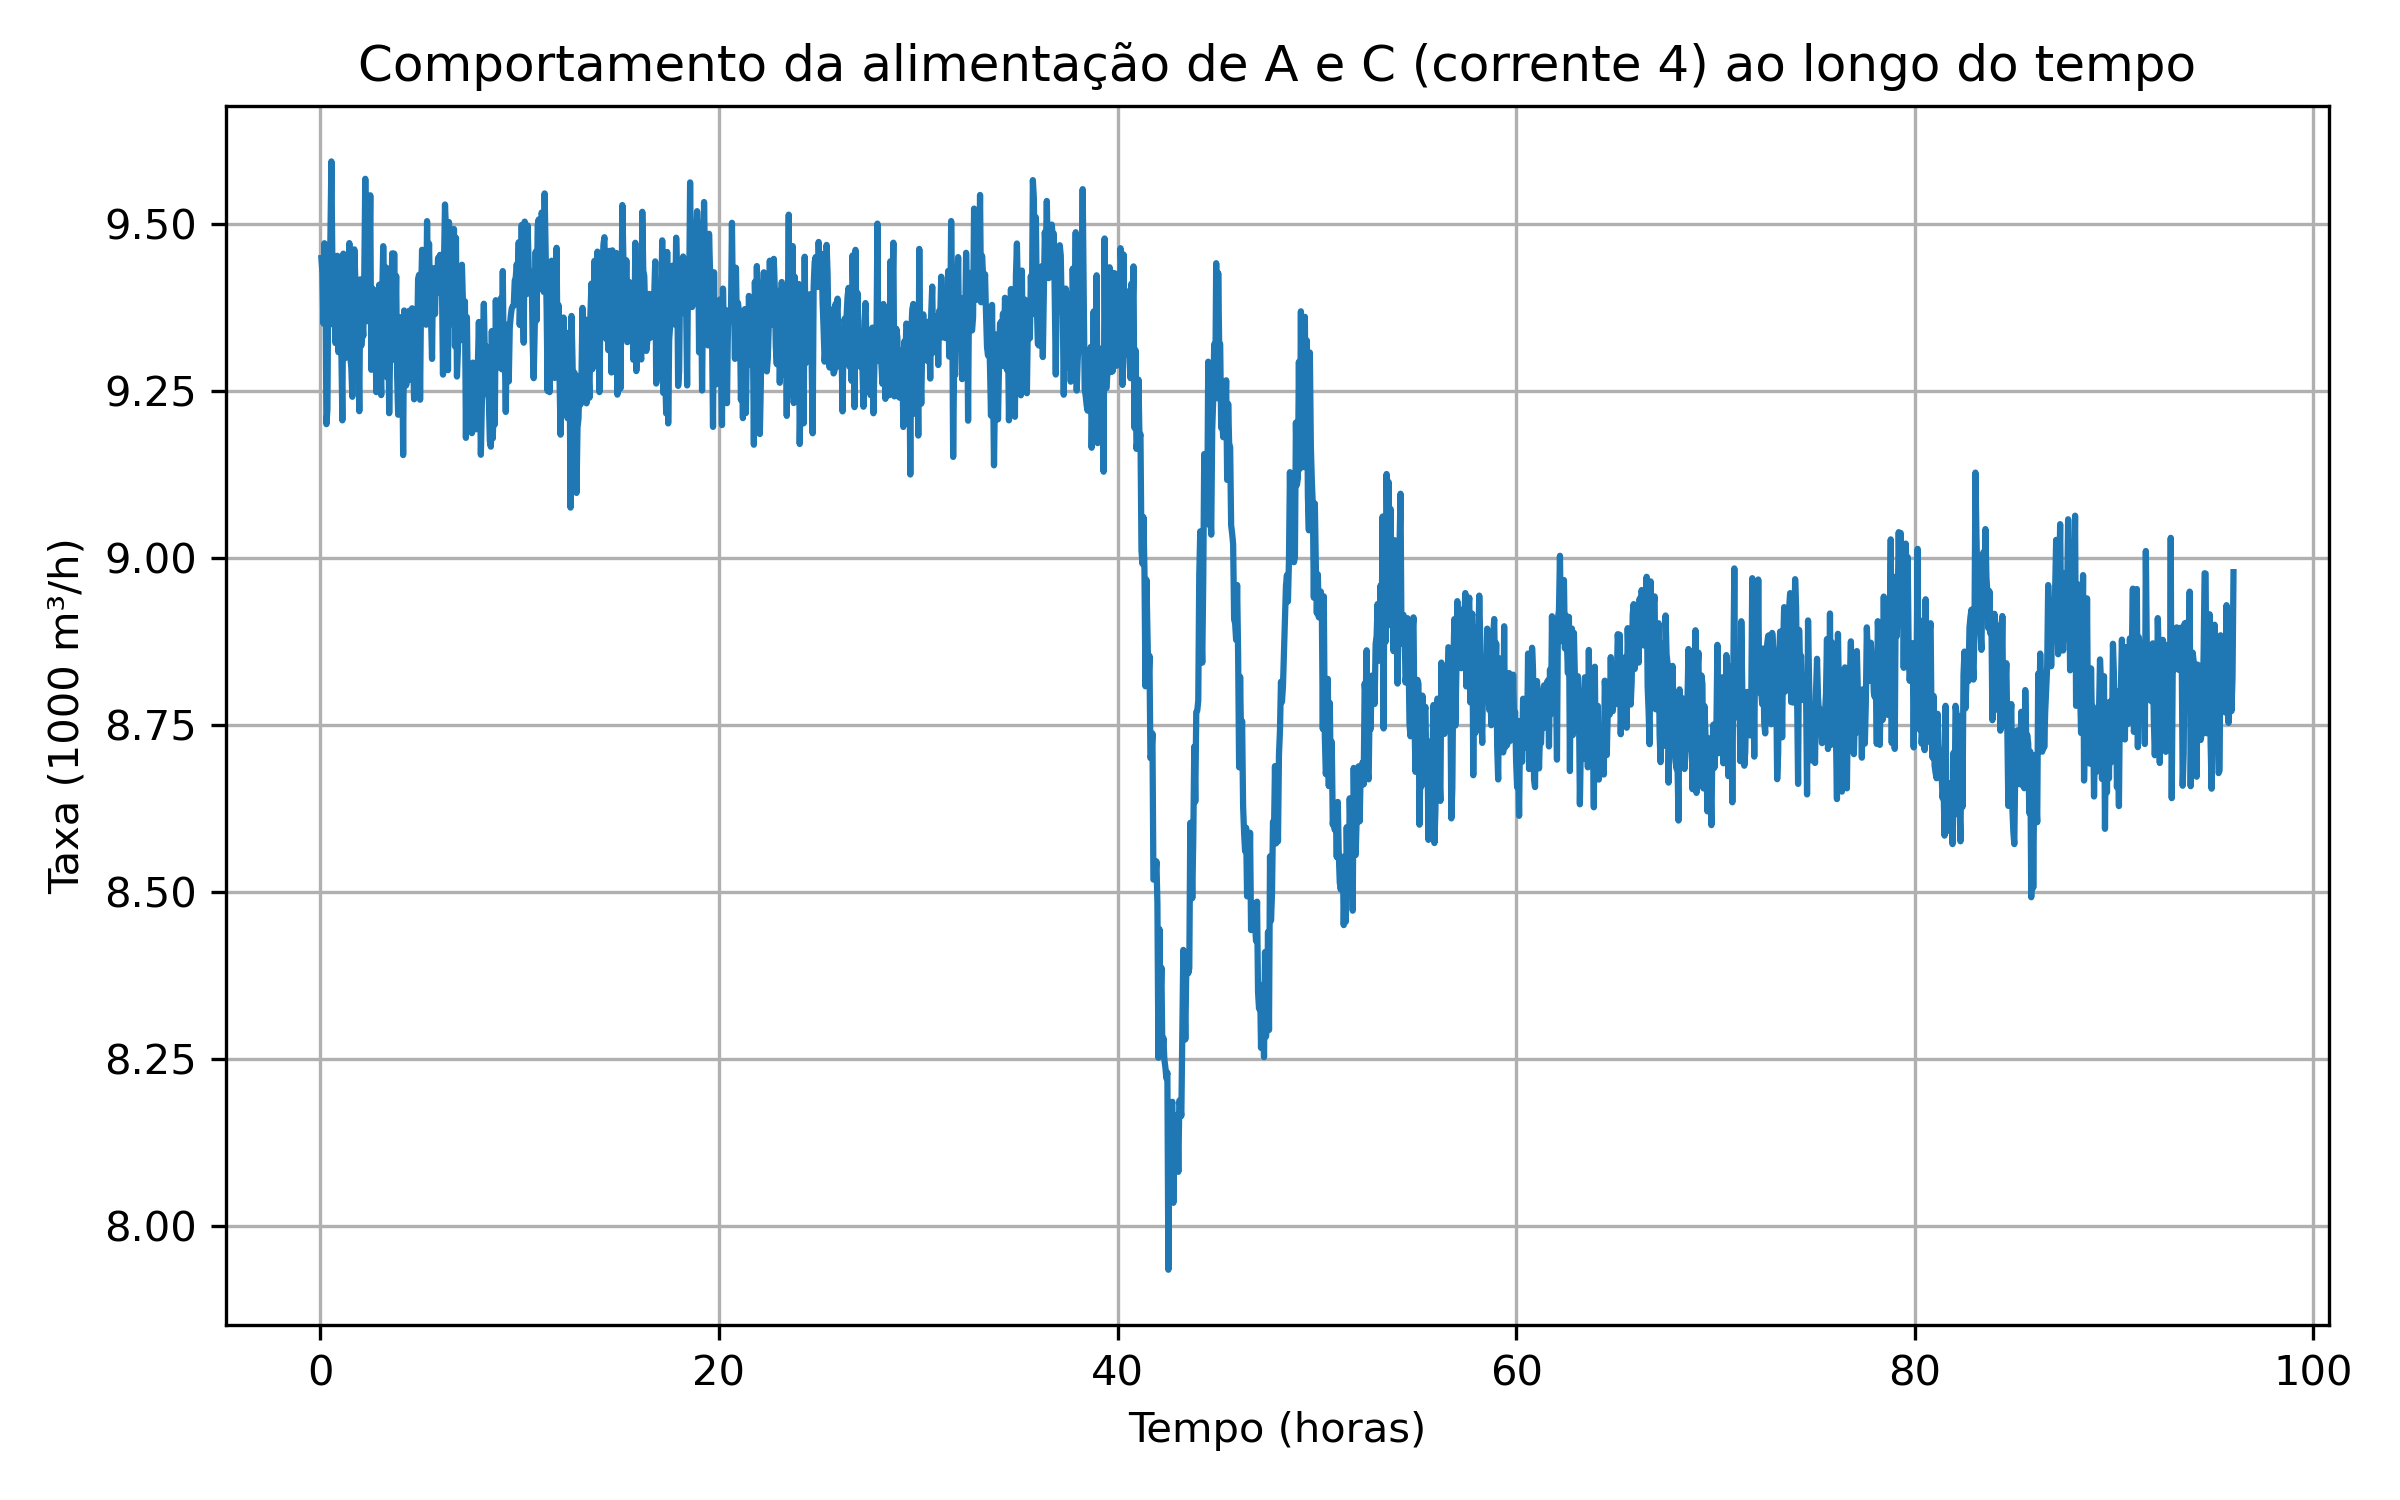 Comportamento da alimentação de A e C (corrente 4) ao longo do tempo
9.50
9.25
9.00
8.75
8.50
8.25
8.00
Taxa (1000 m³/h)
0 20 40 60 80 100
Tempo (horas)